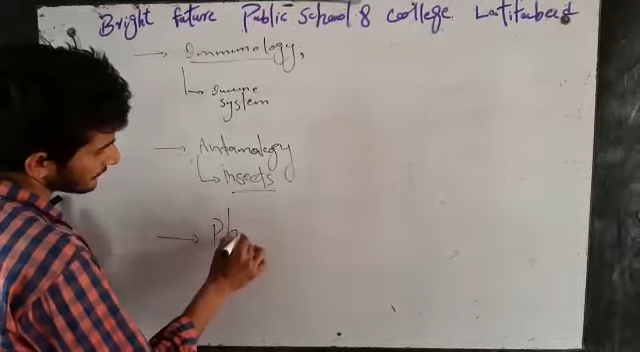 Bright future Public School & College Latifabad
→ Immunology,
Immune
system
→ Antamology
insects
→ Ph